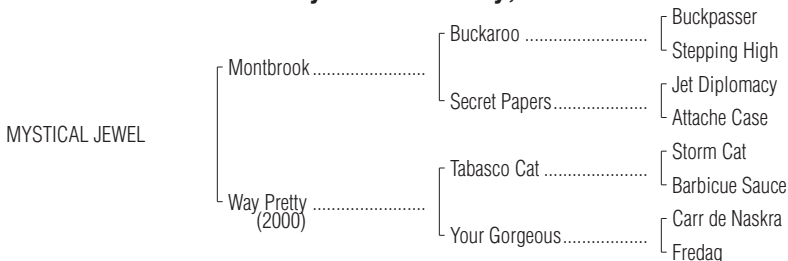 MYSTICAL JEWEL
Montbrook
Way Pretty
(2000)
Buckaroo
Secret Papers
Tabasco Cat
Your Gorgeous
Buckpasser
Stepping High
Jet Diplomacy
Attache Case
Storm Cat
Barbicue Sauce
Carr de Naskra
Fredaq